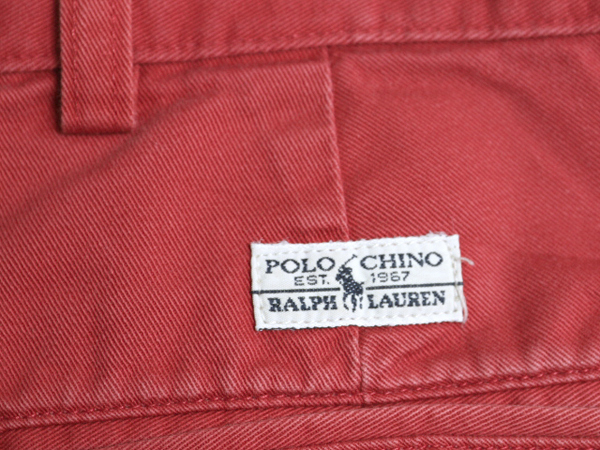 POLO CHINO
EST. 1967
RALPH LAUREN